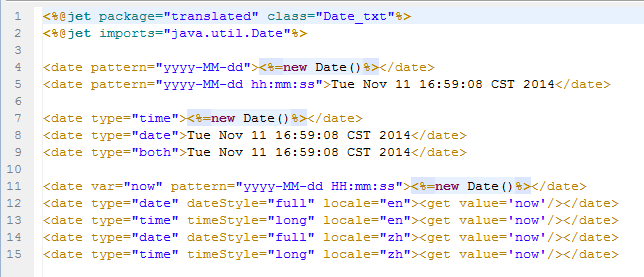 1 <%@jet package="translated" class="Date_txt"%>
2 <%@jet imports="java.util.Date"%>
3
4 <date pattern="yyyy-MM-dd"><%=new Date()%></date>
5 <date pattern="yyyy-MM-dd hh:mm:ss">Tue Nov 11 16:59:08 CST 2014</date>
6
7 <date type="time"><%=new Date()%></date>
8 <date type="date">Tue Nov 11 16:59:08 CST 2014</date>
9 <date type="both">Tue Nov 11 16:59:08 CST 2014</date>
10
11 <date var="now" pattern="yyyy-MM-dd HH:mm:ss"><%=new Date()%></date>
12 <date type="date" dateStyle="full" locale="en"><get value='now'/></date>
13 <date type="time" timeStyle="long" locale="en"><get value='now'/></date>
14 <date type="date" dateStyle="full" locale="zh"><get value='now'/></date>
15 <date type="time" timeStyle="long" locale="zh"><get value='now'/></date>